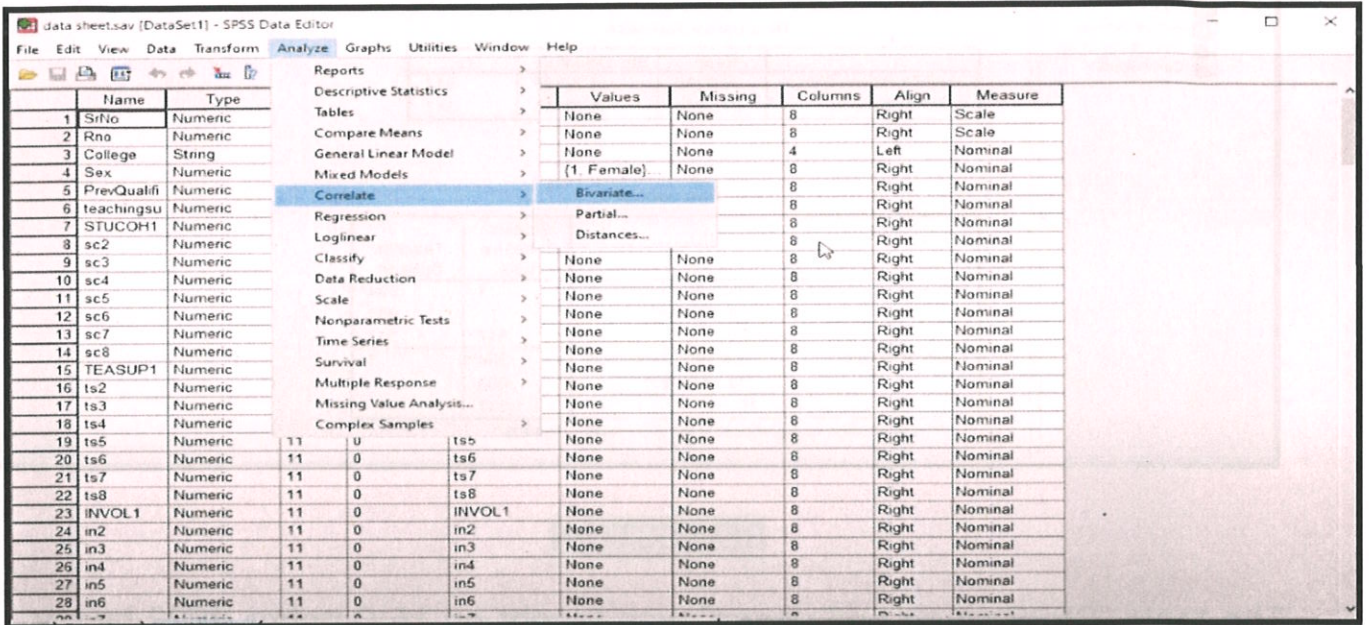 data sheet.sav [DataSet1] - SPSS Data Editor
File Edit View Data Transform Analyze Graphs Utilities Window Help
Name Type Values Missing Columns Align Measure
1 SrNo Numeric None None 8 Right Scale
2 Rno Numeric None None 8 Right Scale
3 College String None None 4 Left Nominal
4 Sex Numeric {1. Female}... None 8 Right Nominal
5 PrevQualifi Numeric 8 Right Nominal
6 teachingsu Numeric 8 Right Nominal
7 STUCOH1 Numeric 8 Right Nominal
8 sc2 Numeric 8 Right Nominal
9 sc3 Numeric None None 8 Right Nominal
10 sc4 Numeric None None 8 Right Nominal
11 sc5 Numeric None None 8 Right Nominal
12 sc6 Numeric None None 8 Right Nominal
13 sc7 Numeric None None 8 Right Nominal
14 sc8 Numeric None None 8 Right Nominal
15 TEASUP1 Numeric None None 8 Right Nominal
16 ts2 Numeric None None 8 Right Nominal
17 ts3 Numeric None None 8 Right Nominal
18 ts4 Numeric None None 8 Right Nominal
19 ts5 Numeric 11 0 ts5 None None 8 Right Nominal
20 ts6 Numeric 11 0 ts6 None None 8 Right Nominal
21 ts7 Numeric 11 0 ts7 None None 8 Right Nominal
22 ts8 Numeric 11 0 ts8 None None 8 Right Nominal
23 INVOL1 Numeric 11 0 INVOL1 None None 8 Right Nominal
24 in2 Numeric 11 0 in2 None None 8 Right Nominal
25 in3 Numeric 11 0 in3 None None 8 Right Nominal
26 in4 Numeric 11 0 in4 None None 8 Right Nominal
27 in5 Numeric 11 0 in5 None None 8 Right Nominal
28 in6 Numeric 11 0 in6 None None 8 Right Nominal
Reports
Descriptive Statistics
Tables
Compare Means
General Linear Model
Mixed Models
Correlate
Regression
Loglinear
Classify
Data Reduction
Scale
Nonparametric Tests
Time Series
Survival
Multiple Response
Missing Value Analysis...
Complex Samples
Bivariate...
Partial...
Distances...